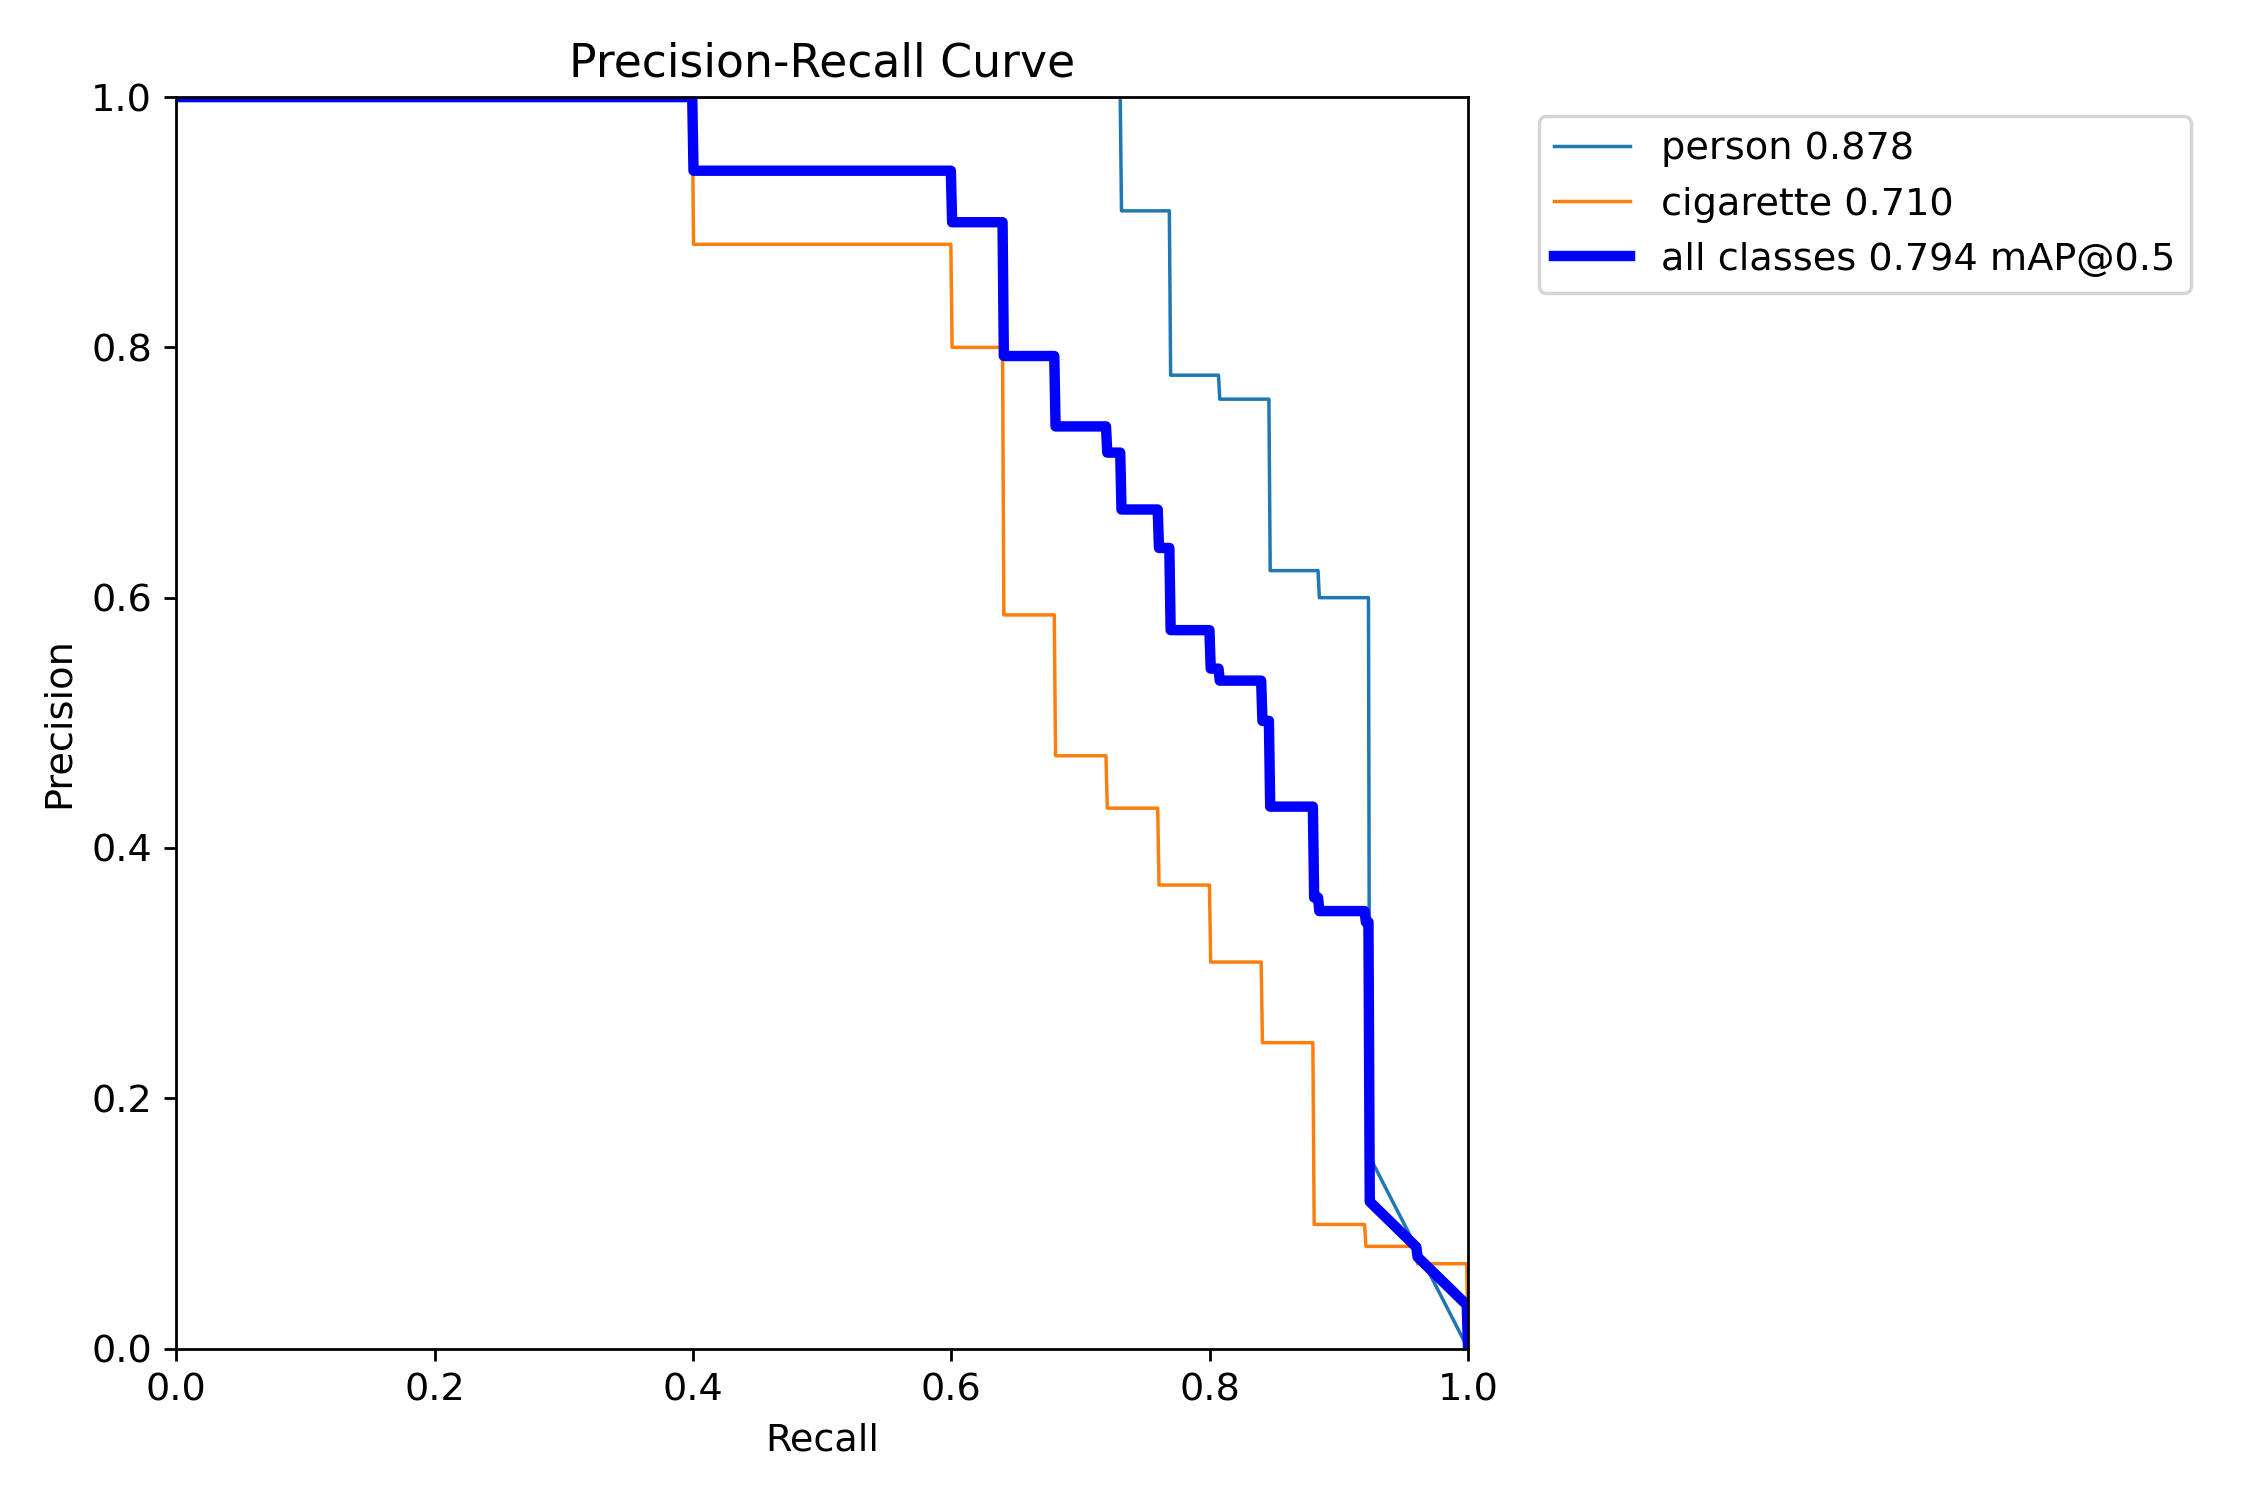 Precision-Recall Curve
person 0.878
cigarette 0.710
all classes 0.794 mAP@0.5
Precision
1.0
0.8
0.6
0.4
0.2
0.0
0.0 0.2 0.4 0.6 0.8 1.0
Recall